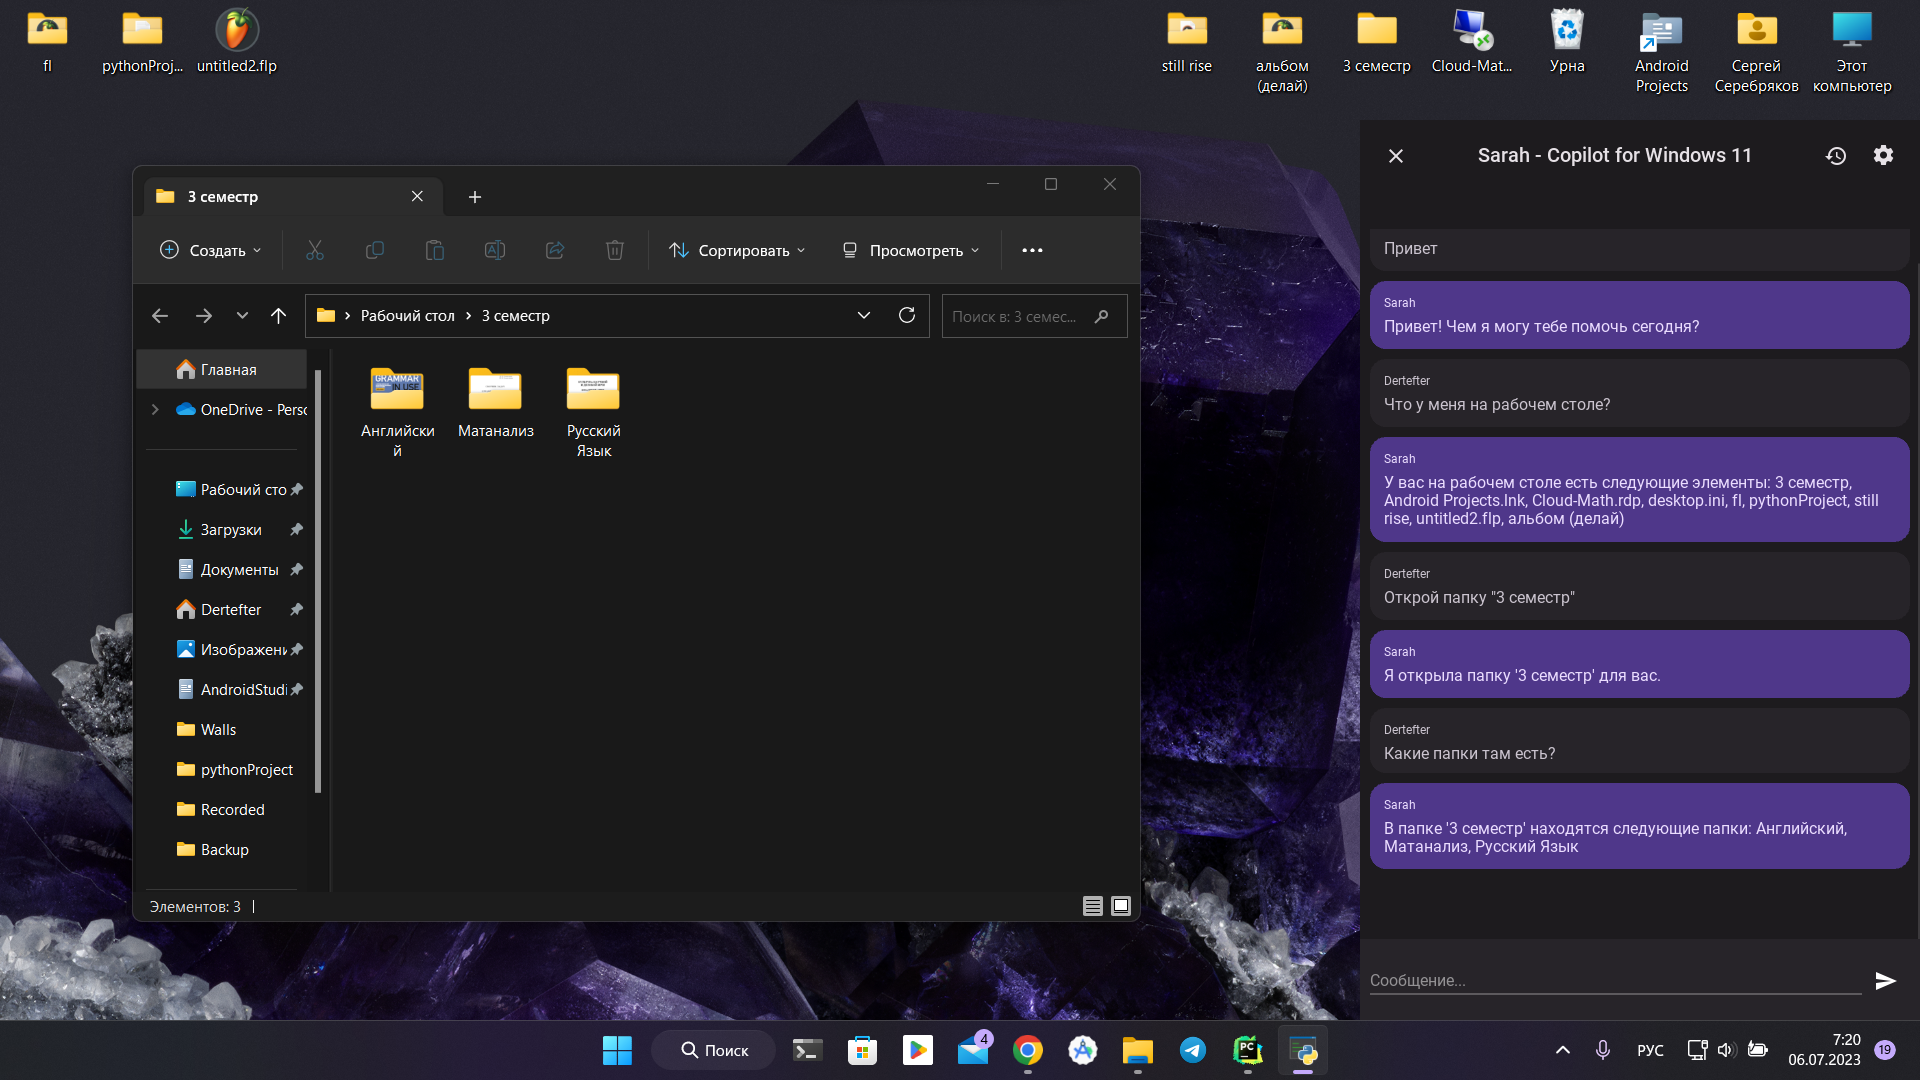 fl
pythonProj...
untitled2.flp
still rise
альбом
(делай)
3 семестр
Cloud-Mat...
Урна
Android
Projects
Сергей
Серебряков
Этот
компьютер
3 семестр
Создать
Сортировать
Просмотреть
Рабочий стол
3 семестр
Поиск в: 3 семес...
Главная
OneDrive - Perso
Рабочий сто
Загрузки
Документы
Dertefter
Изображени
AndroidStudi
Walls
pythonProject
Recorded
Backup
GRAMMAR
IN USE
Английски
й
Матанализ
Русский
Язык
Элементов: 3
Sarah - Copilot for Windows 11
Привет
Sarah
Привет! Чем я могу тебе помочь сегодня?
Dertefter
Что у меня на рабочем столе?
Sarah
У вас на рабочем столе есть следующие элементы: 3 семестр,
Android Projects.lnk, Cloud-Math.rdp, desktop.ini, fl, pythonProject, still
rise, untitled2.flp, альбом (делай)
Dertefter
Открой папку "3 семестр"
Sarah
Я открыла папку '3 семестр' для вас.
Dertefter
Какие папки там есть?
Sarah
В папке '3 семестр' находятся следующие папки: Английский,
Матанализ, Русский Язык
Сообщение...
Поиск
4
PC
РУС
7:20
06.07.2023
19